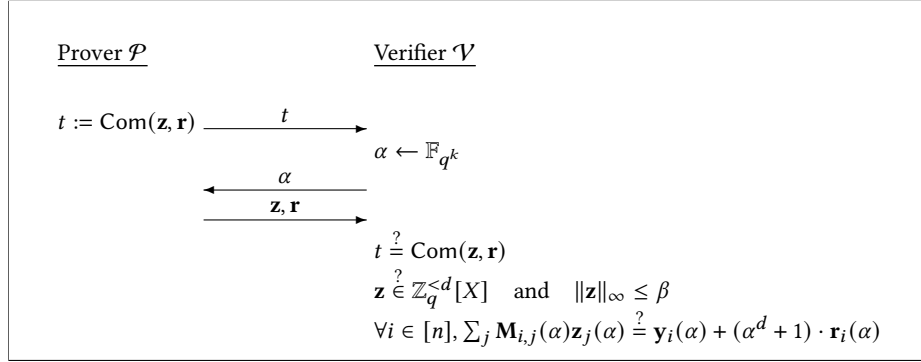 Prover 𝒫 Verifier 𝒱
t := Com(𝐳, 𝐫) t
α ← 𝔽_{q^k}
α
𝐳, 𝐫
t ≟ Com(𝐳, 𝐫)
𝐳 ∈^? ℤ_q^{<d}[X] and ‖𝐳‖_∞ ≤ β
∀i ∈ [n], ∑_j 𝐌_{i,j}(α)𝐳_j(α) ≟ 𝐲_i(α) + (α^d + 1) · 𝐫_i(α)